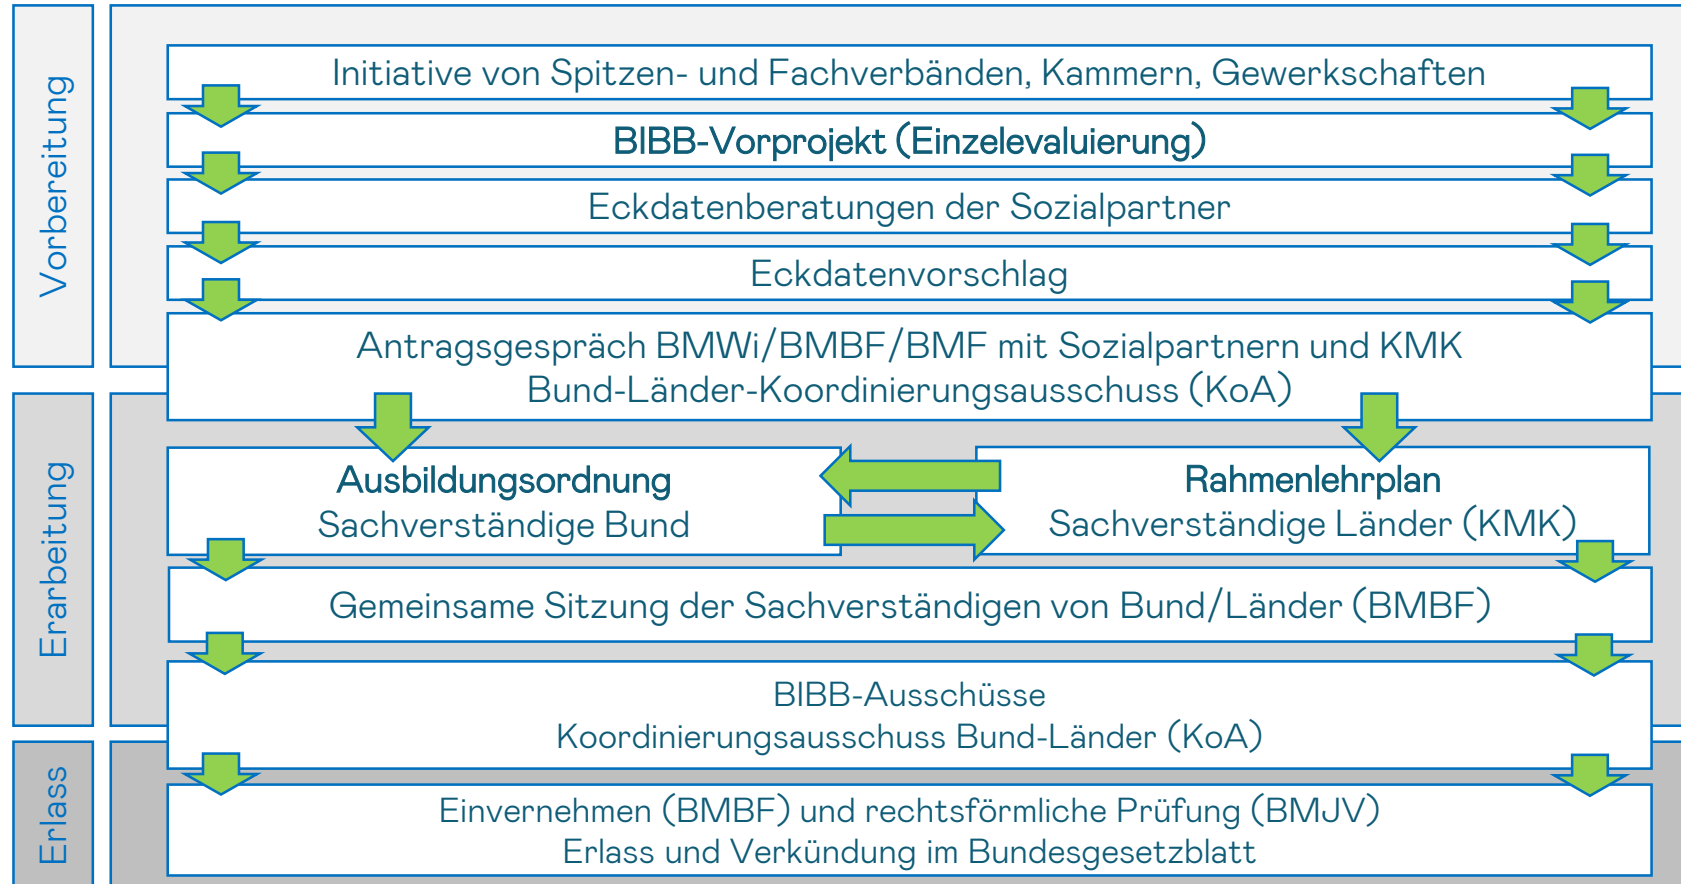 Vorbereitung
Initiative von Spitzen- und Fachverbänden, Kammern, Gewerkschaften
BIBB-Vorprojekt (Einzelevaluierung)
Eckdatenberatungen der Sozialpartner
Eckdatenvorschlag
Antragsgespräch BMWi/BMBF/BMF mit Sozialpartnern und KMK
Bund-Länder-Koordinierungsausschuss (KoA)
Erarbeitung
Ausbildungsordnung
Sachverständige Bund
Rahmenlehrplan
Sachverständige Länder (KMK)
Gemeinsame Sitzung der Sachverständigen von Bund/Länder (BMBF)
BIBB-Ausschüsse
Koordinierungsausschuss Bund-Länder (KoA)
Erlass
Einvernehmen (BMBF) und rechtsförmliche Prüfung (BMJV)
Erlass und Verkündung im Bundesgesetzblatt